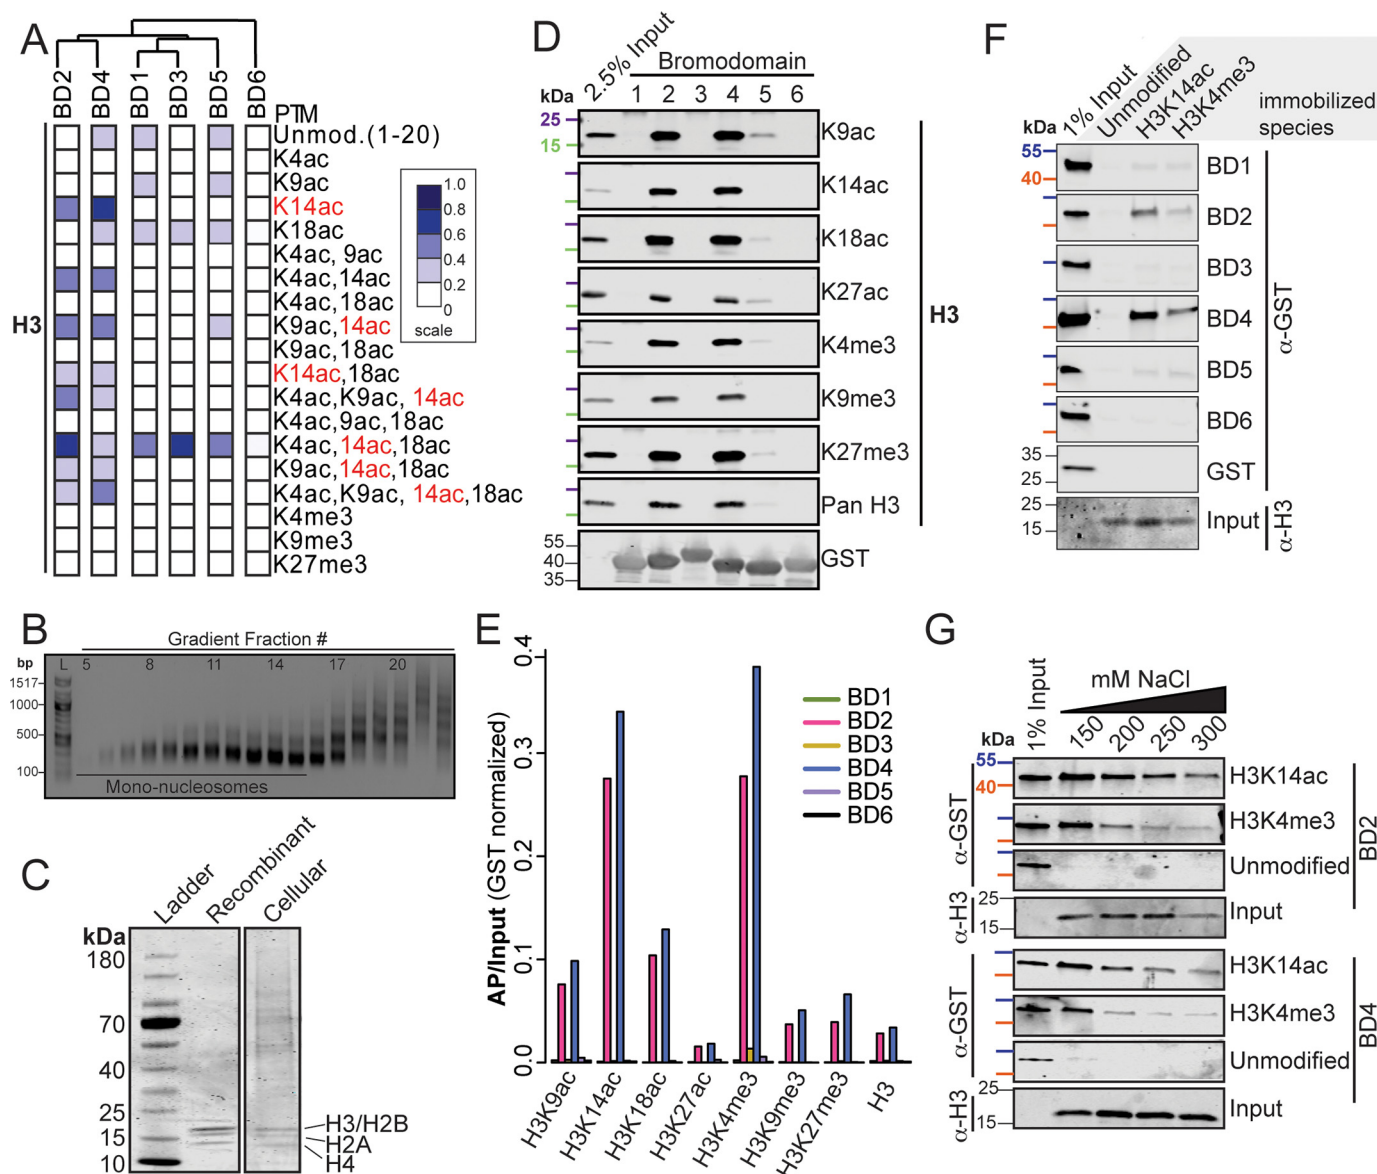 A
BD2
BD4
BD1
BD3
BD5
BD6
PTM
H3
Unmod.(1-20)
K4ac
K9ac
K14ac
K18ac
K4ac, 9ac
K4ac,14ac
K4ac,18ac
K9ac,14ac
K9ac,18ac
K14ac,18ac
K4ac,K9ac, 14ac
K4ac,9ac,18ac
K4ac,14ac,18ac
K9ac,14ac,18ac
K4ac,K9ac, 14ac,18ac
K4me3
K9me3
K27me3
1.0
0.8
0.6
0.4
0.2
0
scale
B
Gradient Fraction #
bp
L 5 8 11 14 17 20
1517
1000
500
100
Mono-nucleosomes
C
Ladder
Recombinant
Cellular
kDa
180
70
40
25
15
10
H3/H2B
H2A
H4
D
2.5% Input
Bromodomain
kDa
1 2 3 4 5 6
25
15
K9ac
K14ac
K18ac
K27ac
K4me3
K9me3
K27me3
Pan H3
H3
55
40
35
GST
E
AP/Input (GST normalized)
0.4
0.3
0.2
0.1
0.0
BD1
BD2
BD3
BD4
BD5
BD6
H3K9ac
H3K14ac
H3K18ac
H3K27ac
H3K4me3
H3K9me3
H3K27me3
H3
F
1% Input
Unmodified
H3K14ac
H3K4me3
immobilized
species
kDa
55
40
BD1
BD2
BD3
BD4
BD5
BD6
35
25
GST
α-GST
25
15
Input
α-H3
G
1% Input
mM NaCl
150
200
250
300
kDa
55
40
α-GST
H3K14ac
H3K4me3
Unmodified
BD2
α-H3
25
15
Input
α-GST
H3K14ac
H3K4me3
Unmodified
BD4
α-H3
25
15
Input